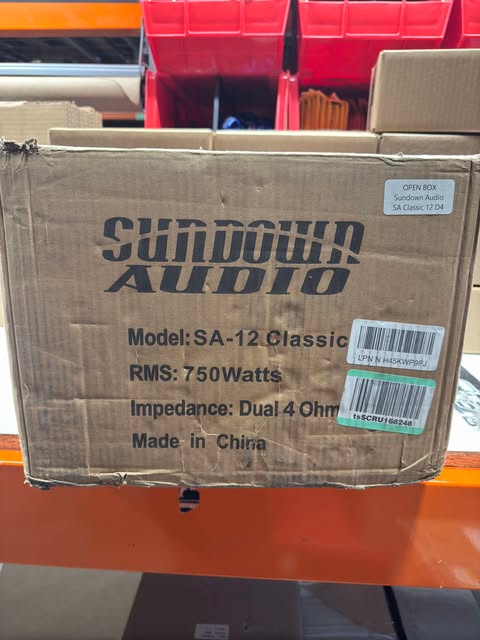 OPEN BOX
Sundown Audio
SA Classic 12 D4
SUNDOWN
AUDIO
Model: SA-12 Classic
LPN N H45KWP9PJ
RMS: 750Watts
Impedance: Dual 4 Ohm
tsSCRU168248
Made in China